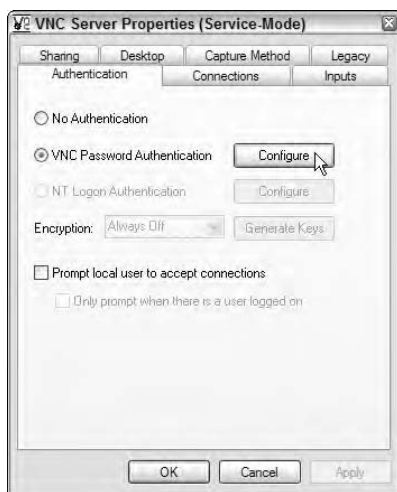 VNC Server Properties (Service-Mode)
Sharing Desktop Capture Method Legacy
Authentication Connections Inputs
No Authentication
VNC Password Authentication Configure
NT Logon Authentication Configure
Encryption: Always Off Generate Keys
Prompt local user to accept connections
Only prompt when there is a user logged on
OK Cancel Apply